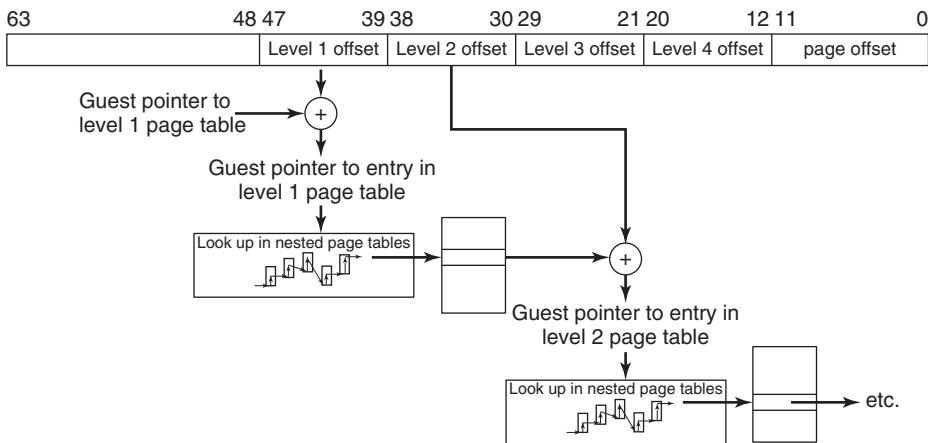 63 48 47 39 38 30 29 21 20 12 11 0
Level 1 offset Level 2 offset Level 3 offset Level 4 offset page offset
Guest pointer to
level 1 page table
+
Guest pointer to entry in
level 1 page table
Look up in nested page tables
+
Guest pointer to entry in
level 2 page table
Look up in nested page tables
etc.